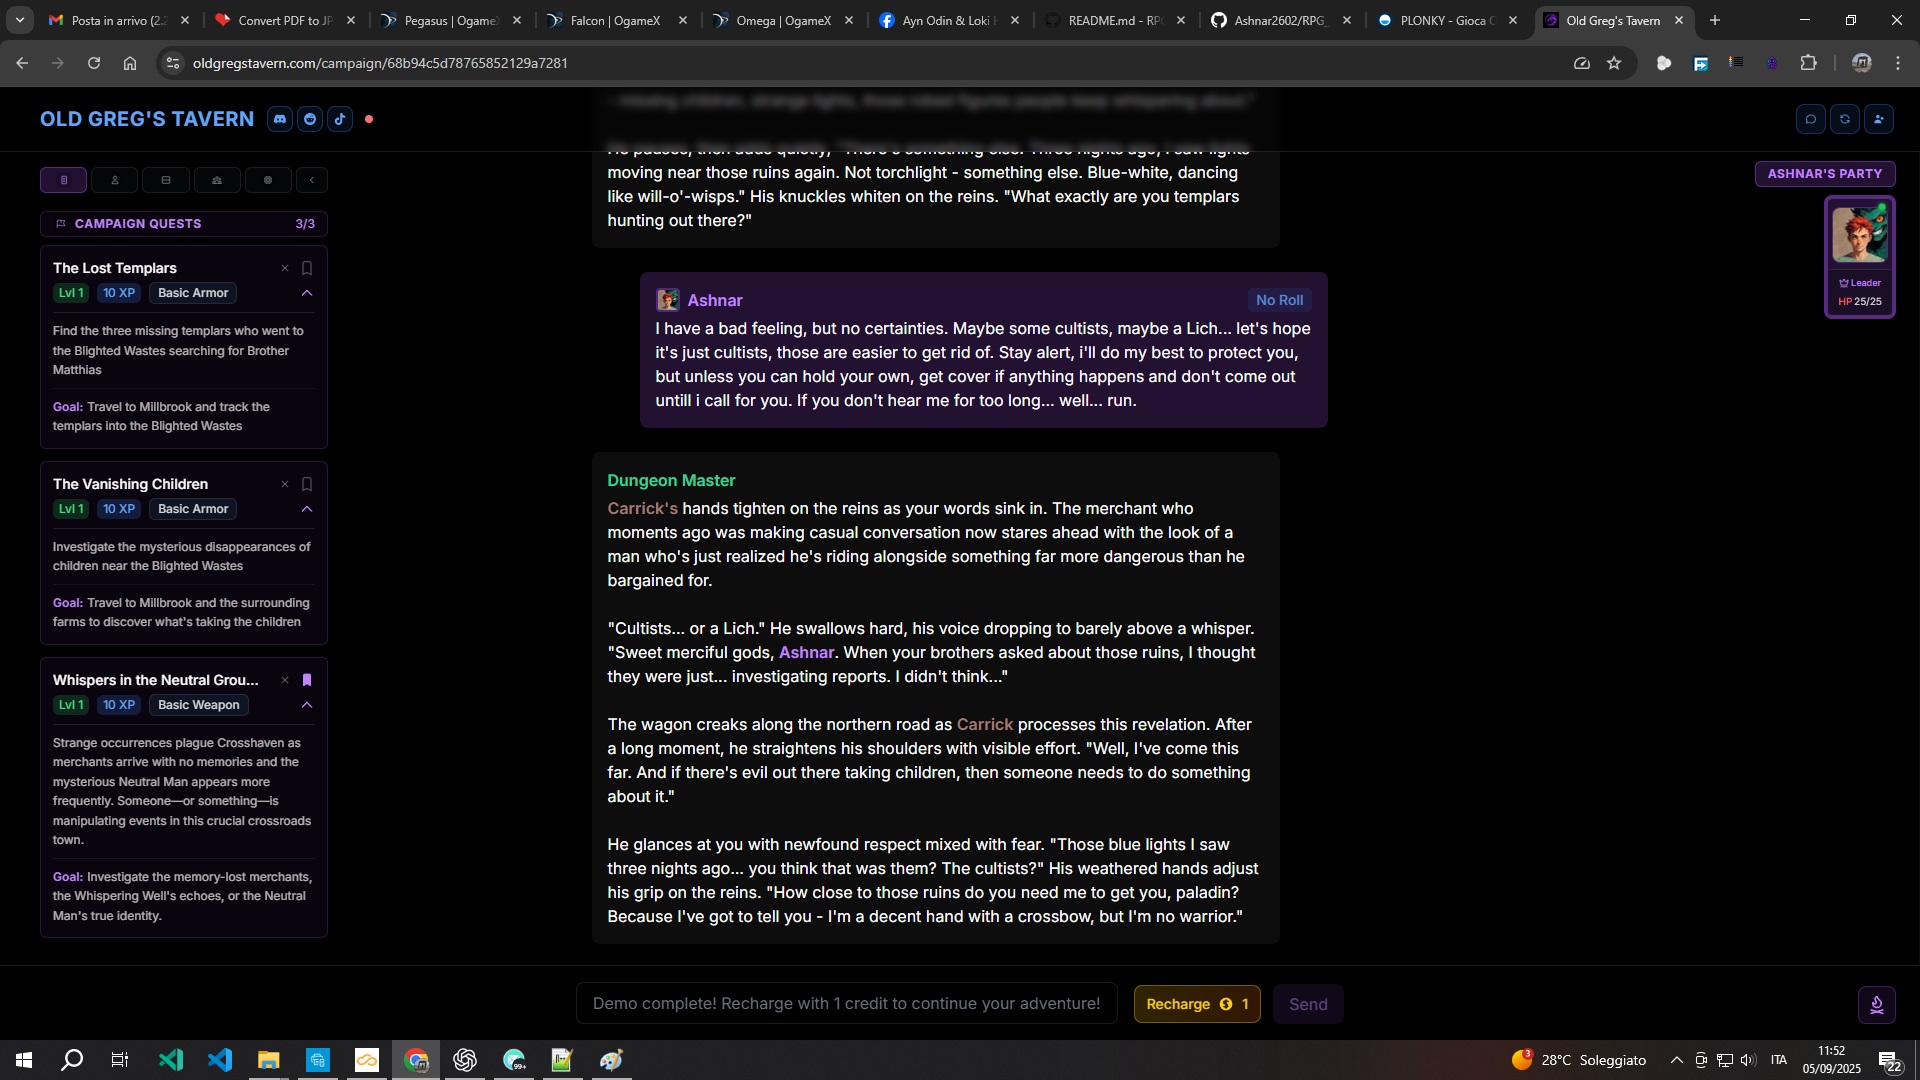 Posta in arrivo (2.2
Convert PDF to JP
Pegasus | OgameX
Falcon | OgameX
Omega | OgameX
Ayn Odin & Loki H
README.md - RPG
Ashnar2602/RPG_
PLONKY - Gioca O
Old Greg's Tavern
oldgregstavern.com/campaign/68b94c5d78765852129a7281
OLD GREG'S TAVERN
CAMPAIGN QUESTS 3/3
The Lost Templars
Lvl 1 10 XP Basic Armor
Find the three missing templars who went to
the Blighted Wastes searching for Brother
Matthias
Goal: Travel to Millbrook and track the
templars into the Blighted Wastes
The Vanishing Children
Lvl 1 10 XP Basic Armor
Investigate the mysterious disappearances of
children near the Blighted Wastes
Goal: Travel to Millbrook and the surrounding
farms to discover what's taking the children
Whispers in the Neutral Grou...
Lvl 1 10 XP Basic Weapon
Strange occurrences plague Crosshaven as
merchants arrive with no memories and the
mysterious Neutral Man appears more
frequently. Someone—or something—is
manipulating events in this crucial crossroads
town.
Goal: Investigate the memory-lost merchants,
the Whispering Well's echoes, or the Neutral
Man's true identity.
- missing children, strange lights, those robed figures people keep whispering about."
He pauses, then adds quietly, "There's something else. Three nights ago, I saw lights
moving near those ruins again. Not torchlight - something else. Blue-white, dancing
like will-o'-wisps." His knuckles whiten on the reins. "What exactly are you templars
hunting out there?"
Ashnar
No Roll
I have a bad feeling, but no certainties. Maybe some cultists, maybe a Lich... let's hope
it's just cultists, those are easier to get rid of. Stay alert, i'll do my best to protect you,
but unless you can hold your own, get cover if anything happens and don't come out
untill i call for you. If you don't hear me for too long... well... run.
Dungeon Master
Carrick's hands tighten on the reins as your words sink in. The merchant who
moments ago was making casual conversation now stares ahead with the look of a
man who's just realized he's riding alongside something far more dangerous than he
bargained for.
"Cultists... or a Lich." He swallows hard, his voice dropping to barely above a whisper.
"Sweet merciful gods, Ashnar. When your brothers asked about those ruins, I thought
they were just... investigating reports. I didn't think..."
The wagon creaks along the northern road as Carrick processes this revelation. After
a long moment, he straightens his shoulders with visible effort. "Well, I've come this
far. And if there's evil out there taking children, then someone needs to do something
about it."
He glances at you with newfound respect mixed with fear. "Those blue lights I saw
three nights ago... you think that was them? The cultists?" His weathered hands adjust
his grip on the reins. "How close to those ruins do you need me to get you, paladin?
Because I've got to tell you - I'm a decent hand with a crossbow, but I'm no warrior."
Demo complete! Recharge with 1 credit to continue your adventure!
Recharge 1
Send
ASHNAR'S PARTY
Leader
HP 25/25
99+
3
28°C Soleggiato
ITA
11:52
05/09/2025
22